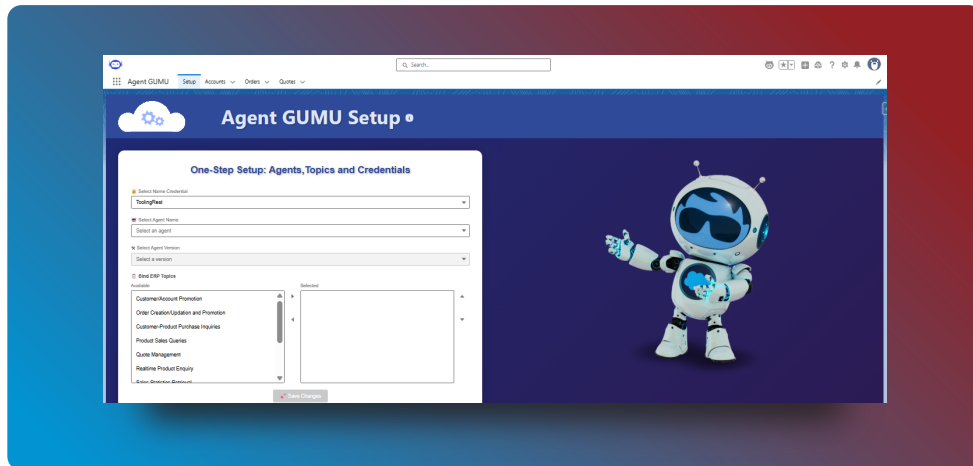 Search...
Agent GUMU Setup Accounts Orders Quotes
Agent GUMU Setup
One-Step Setup: Agents,Topics and Credentials
Select Name Credential
ToolingRest
Select Agent Name
Select an agent
Select Agent Version
Select a version
Bind ERP Topics
Available Selected
Customer/Account Promotion
Order Creation/Updation and Promotion
Customer-Product Purchase Inquiries
Product Sales Queries
Quote Management
Realtime Product Enquiry
Sales Statistics Retrieval
Save Changes